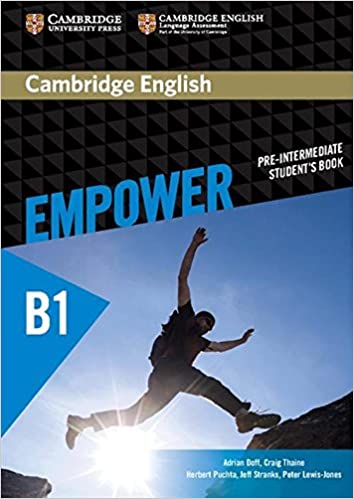 CAMBRIDGE
UNIVERSITY PRESS
CAMBRIDGE ENGLISH
Language Assessment
Part of the University of Cambridge
Cambridge English
PRE-INTERMEDIATE
STUDENT'S BOOK
EMPOWER
B1
Adrian Doff, Craig Thaine
Herbert Puchta, Jeff Stranks, Peter Lewis-Jones